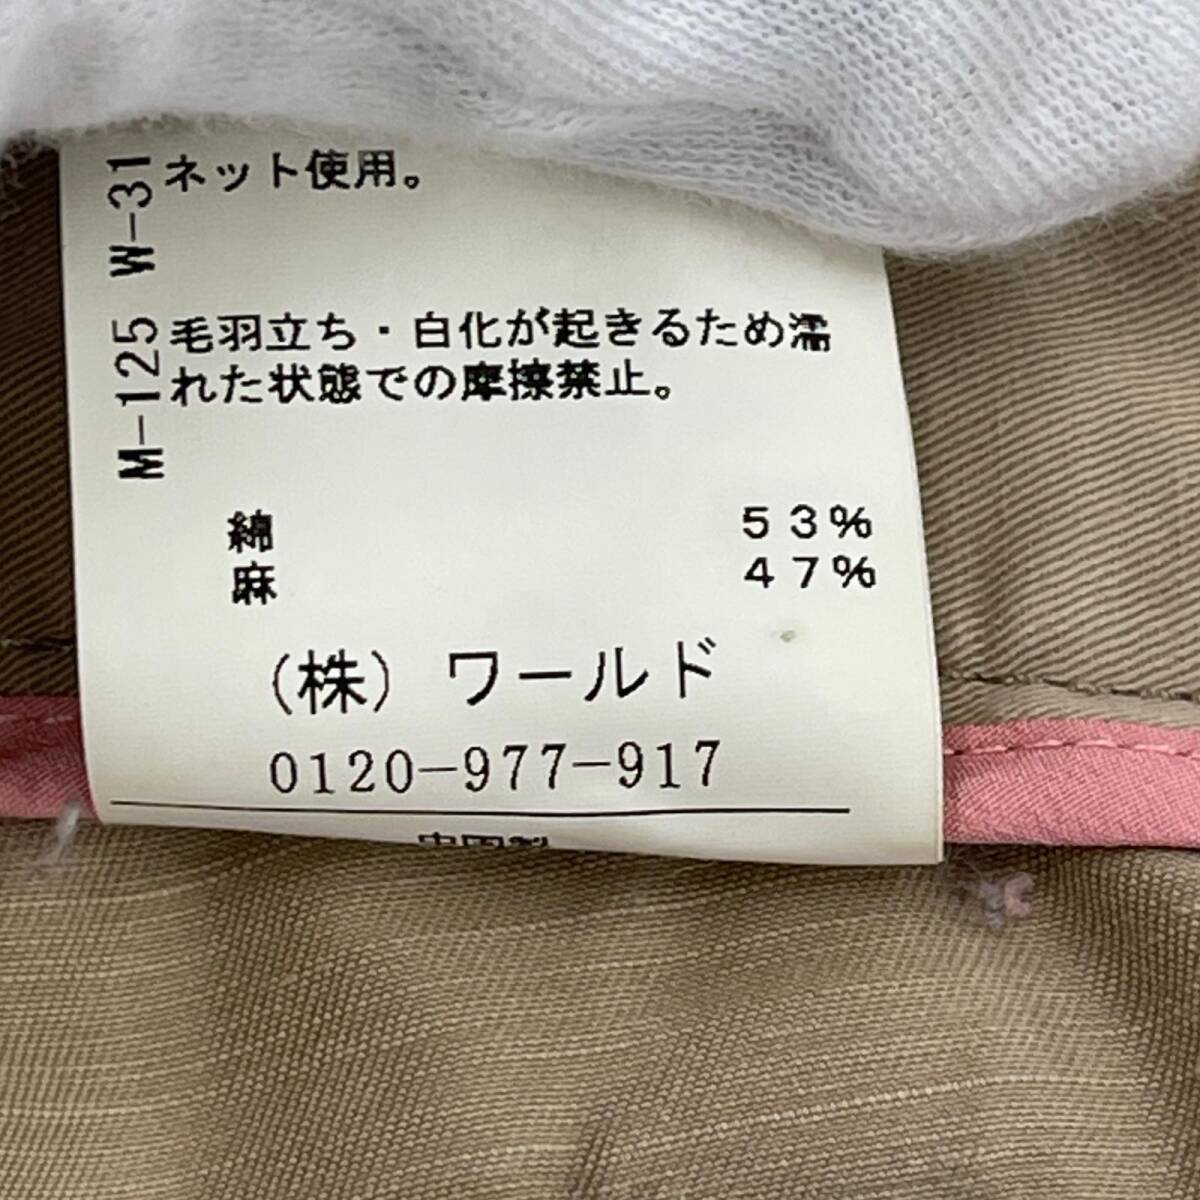 W-31
ネット使用。
M-125
毛羽立ち・白化が起きるため濡
れた状態での摩擦禁止。
綿 53%
麻 47%
(株) ワールド
0120-977-917